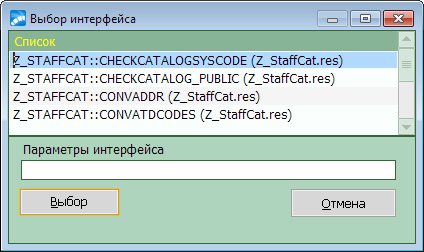 Выбор интерфейса
Список
Z_STAFFCAT::CHECKCATALOGSYSCODE (Z_StaffCat.res)
Z_STAFFCAT::CHECKCATALOG_PUBLIC (Z_StaffCat.res)
Z_STAFFCAT::CONVADDR (Z_StaffCat.res)
Z_STAFFCAT::CONVATDCODES (Z_StaffCat.res)
Параметры интерфейса
Выбор
Отмена